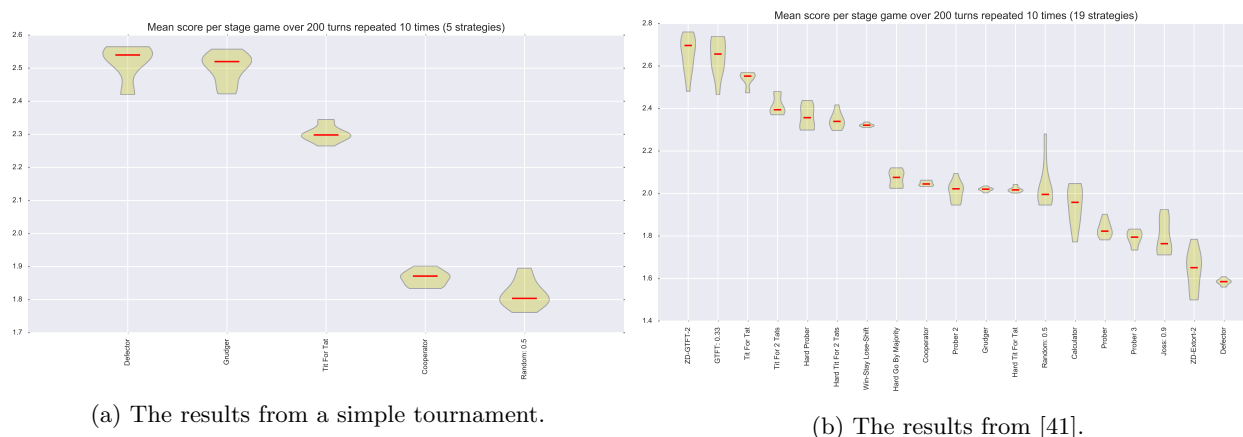 Mean score per stage game over 200 turns repeated 10 times (5 strategies)
2.6
2.5
2.4
2.3
2.2
2.1
2.0
1.9
1.8
1.7
Defector
Grudger
Tit For Tat
Cooperator
Random: 0.5
(a) The results from a simple tournament.
Mean score per stage game over 200 turns repeated 10 times (19 strategies)
2.8
2.6
2.4
2.2
2.0
1.8
1.6
1.4
ZD-GTFT-2
GTFT: 0.33
Tit For Tat
Tit For 2 Tats
Hard Prober
Hard Tit For 2 Tats
Win-Stay Lose-Shift
Hard Go By Majority
Cooperator
Prober 2
Grudger
Hard Tit For Tat
Random: 0.5
Calculator
Prober
Prober 3
Joss: 0.9
ZD-Extort-2
Defector
(b) The results from [41].